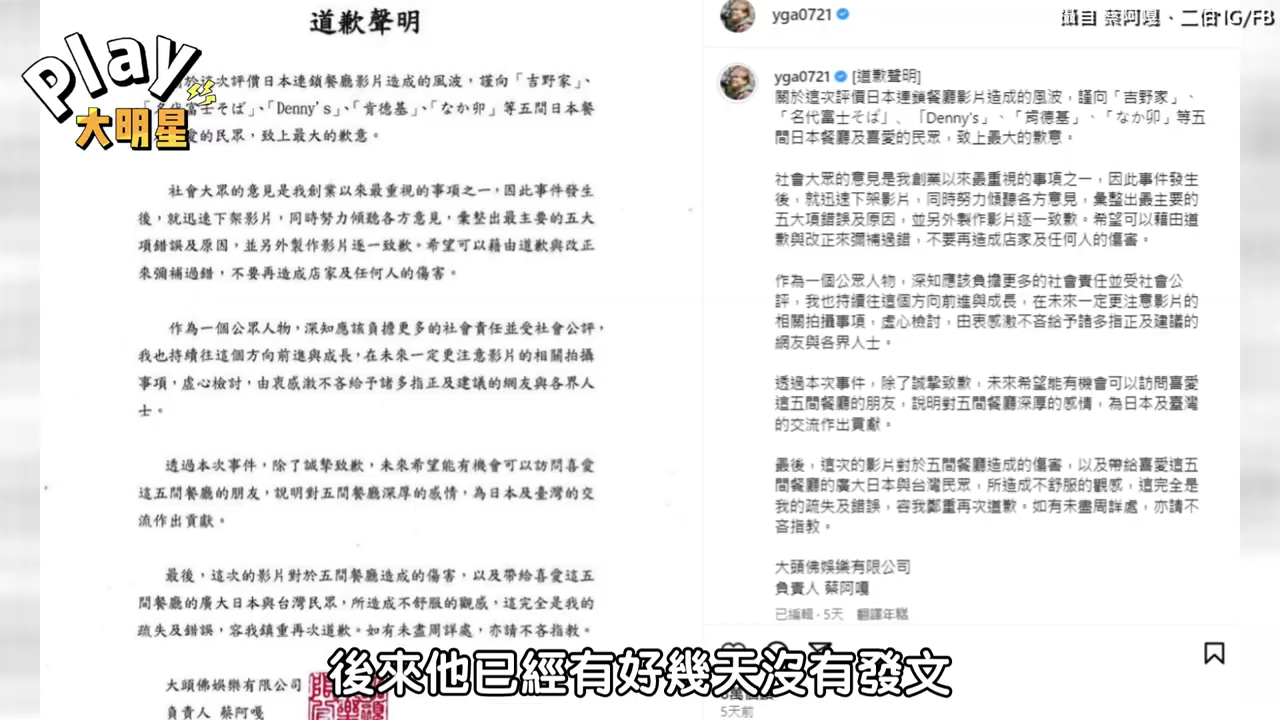 道歉聲明
Play
大明星
於這次評價日本連鎖餐廳影片造成的風波，謹向「吉野家」、
「名代富士そば」、「Denny's」、「肯德基」、「なか卯」等五間日本餐
愛的民眾，致上最大的歉意。
社會大眾的意見是我創業以來最重視的事項之一，因此事件發生
後，就迅速下架影片，同時努力傾聽各方意見，彙整出最主要的五大
項錯誤及原因，並另外製作影片逐一致歉。希望可以藉由道歉與改正
來彌補過錯，不要再造成店家及任何人的傷害。
作為一個公眾人物，深知應該負擔更多的社會責任並受社會公評，
我也持續往這個方向前進與成長，在未來一定更注意影片的相關拍攝
事項，虛心檢討，由衷感激不吝給予諸多指正及建議的網友與各界人
士。
透過本次事件，除了誠摯致歉，未來希望能有機會可以訪問喜愛
這五間餐廳的朋友，說明對五間餐廳深厚的感情，為日本及臺灣的交
流作出貢獻。
最後，這次的影片對於五間餐廳造成的傷害，以及帶給喜愛這五
間餐廳的廣大日本與台灣民眾，所造成不舒服的觀感，這完全是我的
疏失及錯誤，容我鎮重再次道歉。如有未盡周詳處，亦請不吝指教。
大頭佛娛樂有限公司
負責人 蔡阿嘎
yga0721
攝自 蔡阿嘎、二伯 IG/FB
yga0721 [道歉聲明]
關於這次評價日本連鎖餐廳影片造成的風波，謹向「吉野家」、
「名代富士そば」、「Denny's」、「肯德基」、「なか卯」等五
間日本餐廳及喜愛的民眾，致上最大的歉意。
社會大眾的意見是我創業以來最重視的事項之一，因此事件發生
後，就迅速下架影片，同時努力傾聽各方意見，彙整出最主要的
五大項錯誤及原因，並另外製作影片逐一致歉。希望可以藉由道
歉與改正來彌補過錯，不要再造成店家及任何人的傷害。
作為一個公眾人物，深知應該負擔更多的社會責任並受社會公
評，我也持續往這個方向前進與成長，在未來一定更注意影片的
相關拍攝事項，虛心檢討，由衷感激不吝給予諸多指正及建議的
網友與各界人士。
透過本次事件，除了誠摯致歉，未來希望能有機會可以訪問喜愛
這五間餐廳的朋友，說明對五間餐廳深厚的感情，為日本及臺灣
的交流作出貢獻。
最後，這次的影片對於五間餐廳造成的傷害，以及帶給喜愛這五
間餐廳的廣大日本與台灣民眾，所造成不舒服的觀感，這完全是
我的疏失及錯誤，容我鄭重再次道歉。如有未盡周詳處，亦請不
吝指教。
大頭佛娛樂有限公司
負責人 蔡阿嘎
已編輯·5天 翻譯年糕
5天前
後來他已經有好幾天沒有發文